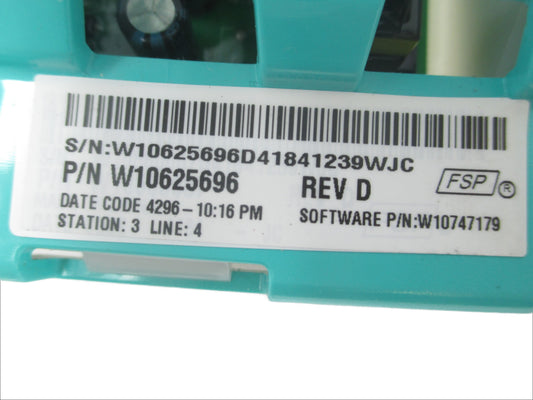 S/N:W10625696D41841239WJC
P/N W10625696 REV D FSP®
DATE CODE 4296-10:16 PM SOFTWARE P/N:W10747179
STATION: 3 LINE: 4